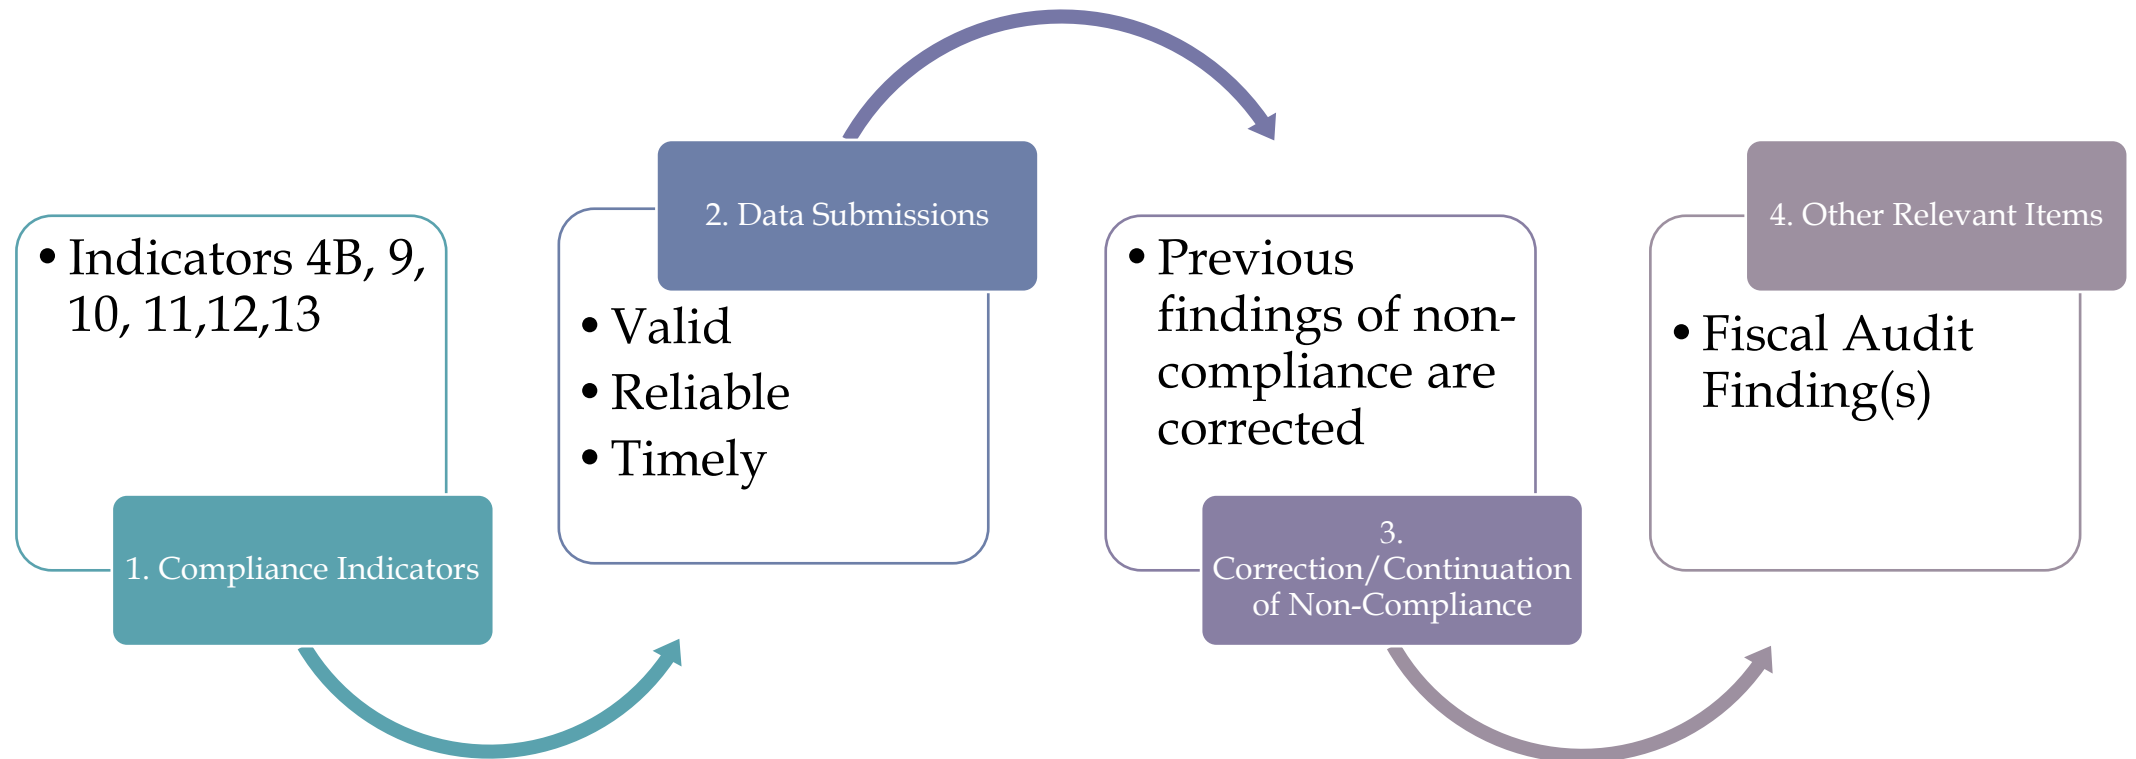 • Indicators 4B, 9,
10, 11,12,13
1. Compliance Indicators
2. Data Submissions
• Valid
• Reliable
• Timely
• Previous
findings of non-
compliance are
corrected
3.
Correction/Continuation
of Non-Compliance
4. Other Relevant Items
• Fiscal Audit
Finding(s)